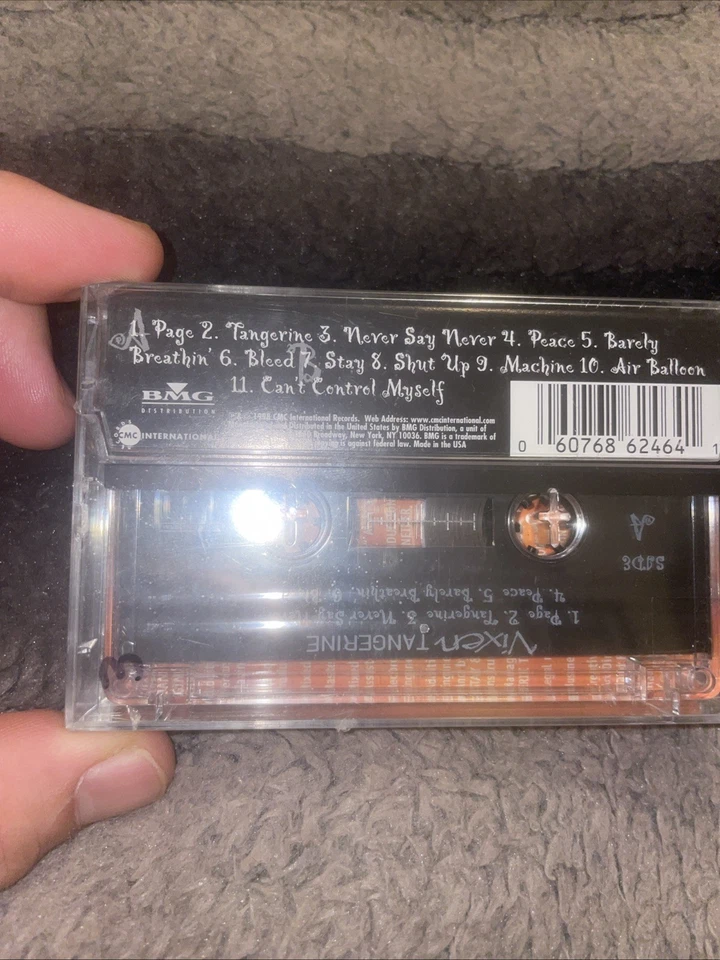 A 1. Page 2. Tangerine 3. Never Say Never 4. Peace 5. Barely
Breathin' 6. Bleed B 7. Stay 8. Shut Up 9. Machine 10. Air Balloon
11. Can't Control Myself
BMG
DISTRIBUTION
CMC INTERNATIONAL
1998 CMC International Records. Web Address: www.cmcinternational.com
Distributed in the United States by BMG Distribution, a unit of
Broadway, New York, NY 10036. BMG is a trademark of
is against federal law. Made in the USA
0 60768 62464 1
SIDE A
4. Peace 5. Barely Breathin'
1. Page 2. Tangerine 3. Never Say
Vixen TANGERINE